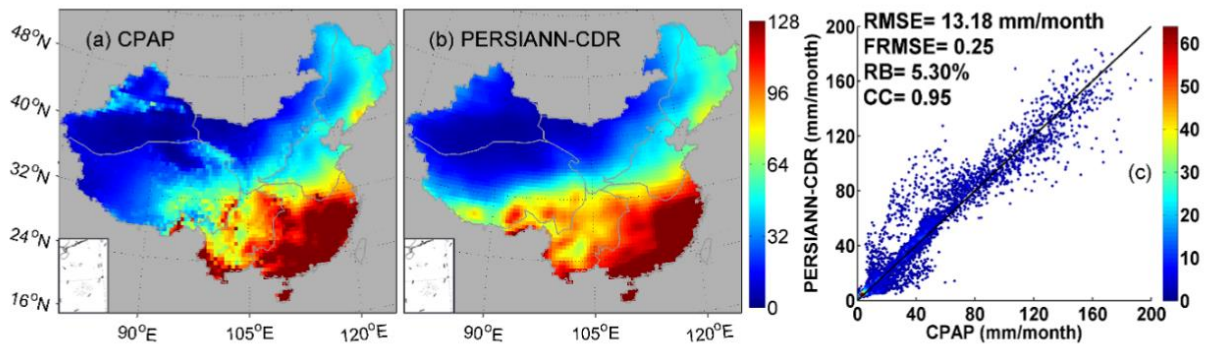 (a) CPAP
(b) PERSIANN-CDR
48°N
40°N
32°N
24°N
16°N
90°E
105°E
120°E
90°E
105°E
120°E
128
96
64
32
0
RMSE= 13.18 mm/month
FRMSE= 0.25
RB= 5.30%
CC= 0.95
(c)
PERSIANN-CDR (mm/month)
200
160
120
80
40
0
0
40
80
120
160
200
CPAP (mm/month)
60
50
40
30
20
10
0